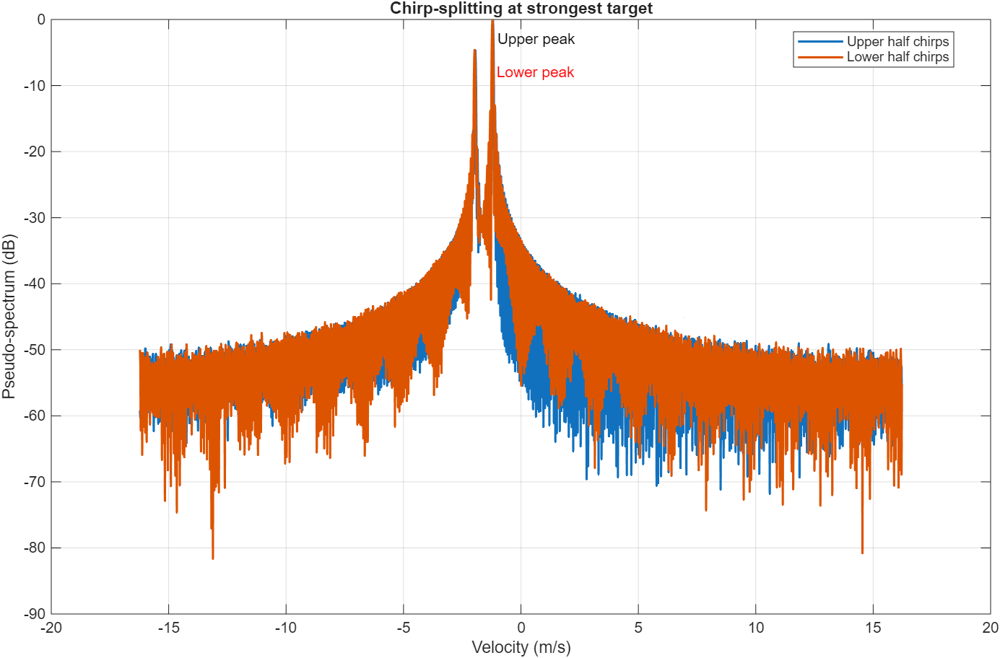 Chirp-splitting at strongest target
Upper peak
Lower peak
Upper half chirps
Lower half chirps
0
-10
-20
-30
-40
-50
-60
-70
-80
-90
Pseudo-spectrum (dB)
-20 -15 -10 -5 0 5 10 15 20
Velocity (m/s)